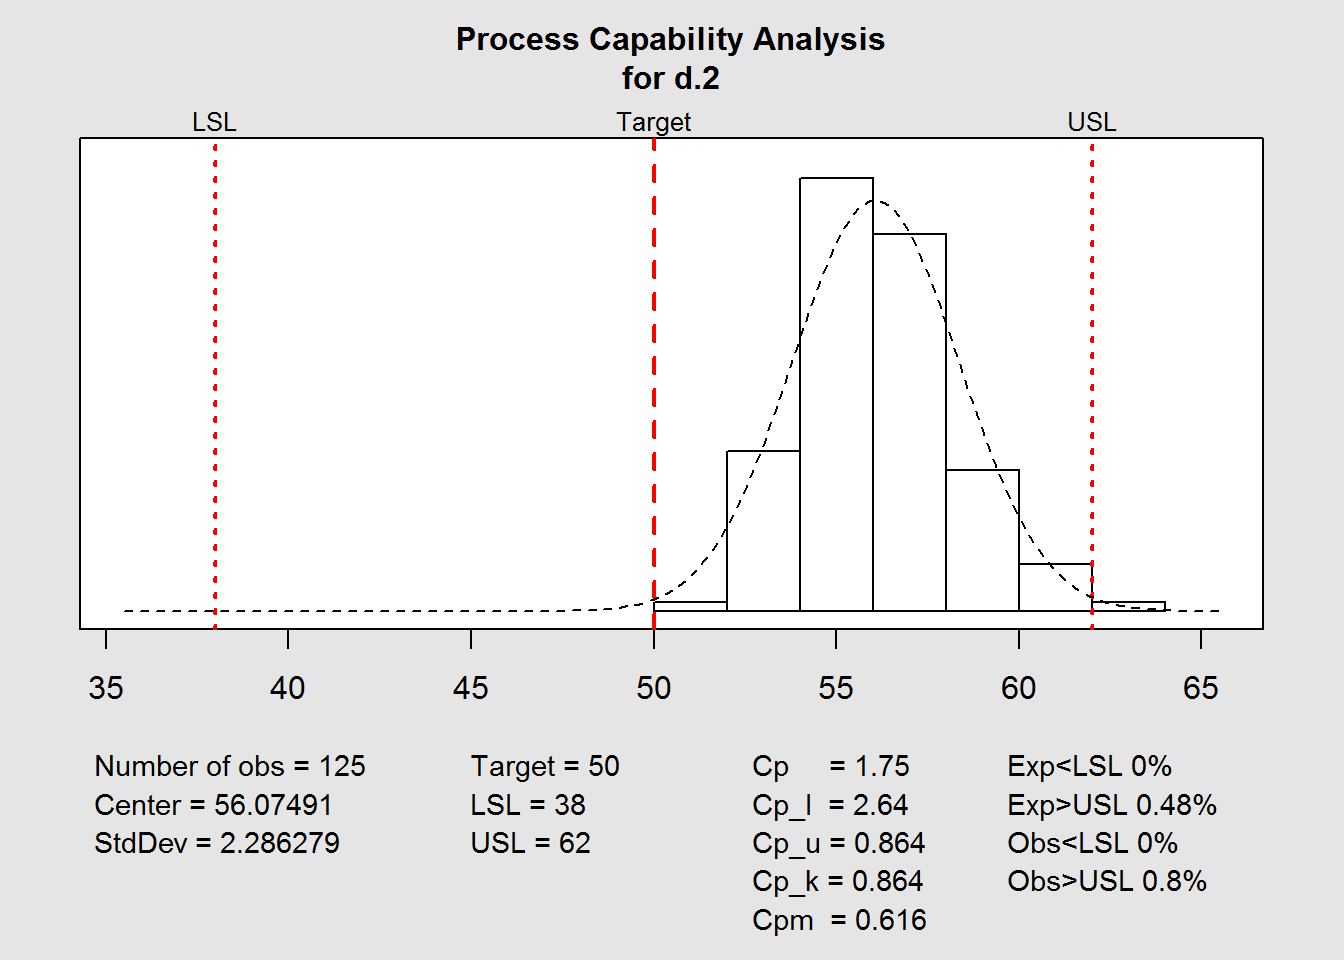 Process Capability Analysis
for d.2
LSL Target USL
35 40 45 50 55 60 65
Number of obs = 125
Center = 56.07491
StdDev = 2.286279
Target = 50
LSL = 38
USL = 62
Cp = 1.75
Cp_l = 2.64
Cp_u = 0.864
Cp_k = 0.864
Cpm = 0.616
Exp<LSL 0%
Exp>USL 0.48%
Obs<LSL 0%
Obs>USL 0.8%